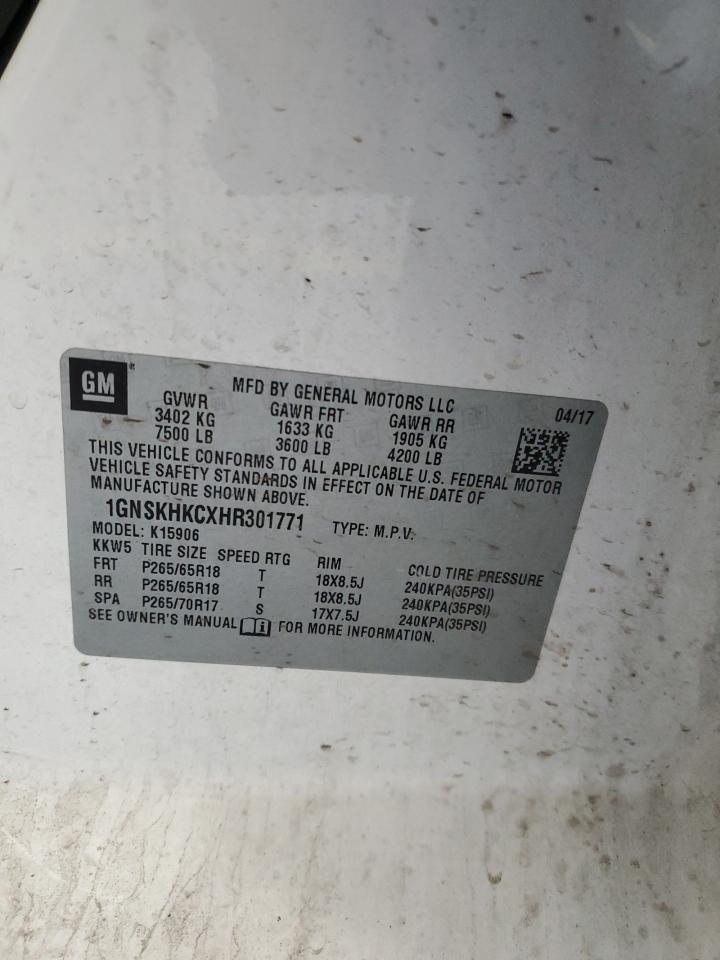 GM®
MFD BY GENERAL MOTORS LLC
04/17
GVWR GAWR FRT GAWR RR
3402 KG 1633 KG 1905 KG
7500 LB 3600 LB 4200 LB
THIS VEHICLE CONFORMS TO ALL APPLICABLE U.S. FEDERAL MOTOR
VEHICLE SAFETY STANDARDS IN EFFECT ON THE DATE OF
MANUFACTURE SHOWN ABOVE.
1GNSKHKCXHR301771 TYPE: M.P.V.
MODEL: K15906
KKW5 TIRE SIZE SPEED RTG RIM COLD TIRE PRESSURE
FRT P265/65R18 T 18X8.5J 240KPA(35PSI)
RR P265/65R18 T 18X8.5J 240KPA(35PSI)
SPA P265/70R17 S 17X7.5J 240KPA(35PSI)
SEE OWNER'S MANUAL i FOR MORE INFORMATION.